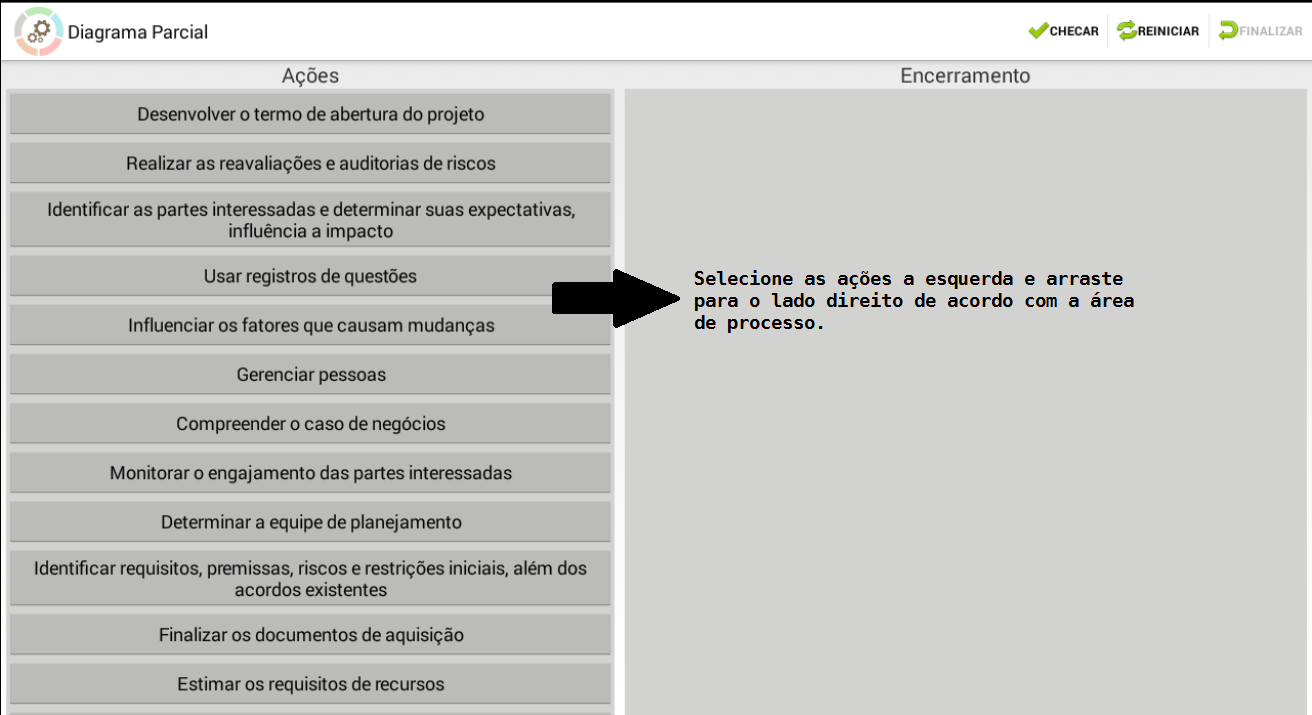 Diagrama Parcial
CHECAR
REINICIAR
FINALIZAR
Ações
Desenvolver o termo de abertura do projeto
Realizar as reavaliações e auditorias de riscos
Identificar as partes interessadas e determinar suas expectativas,
influência a impacto
Usar registros de questões
Influenciar os fatores que causam mudanças
Gerenciar pessoas
Compreender o caso de negócios
Monitorar o engajamento das partes interessadas
Determinar a equipe de planejamento
Identificar requisitos, premissas, riscos e restrições iniciais, além dos
acordos existentes
Finalizar os documentos de aquisição
Estimar os requisitos de recursos
Encerramento
Selecione as ações a esquerda e arraste
para o lado direito de acordo com a área
de processo.